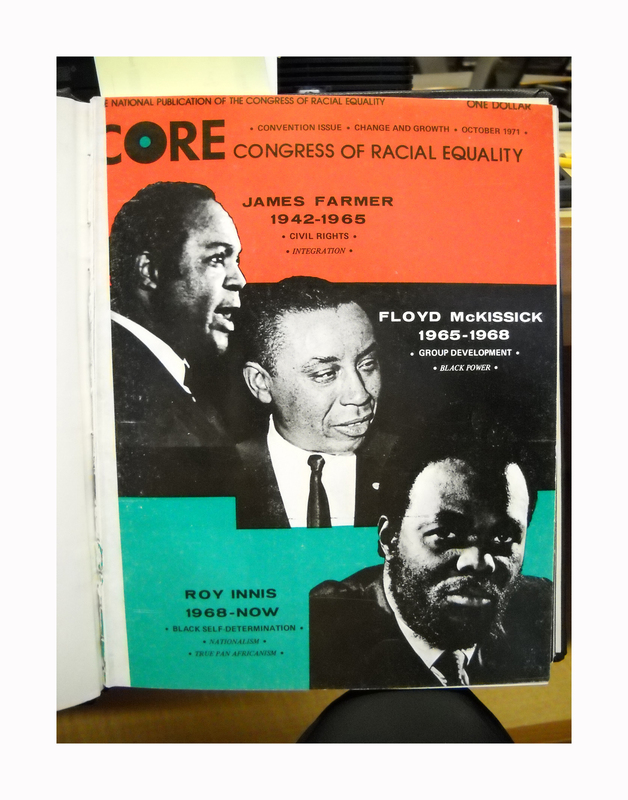 NATIONAL PUBLICATION OF THE CONGRESS OF RACIAL EQUALITY
ONE DOLLAR
CORE
• CONVENTION ISSUE • CHANGE AND GROWTH • OCTOBER 1971 •
CONGRESS OF RACIAL EQUALITY
JAMES FARMER
1942-1965
• CIVIL RIGHTS •
• INTEGRATION •
FLOYD McKISSICK
1965-1968
• GROUP DEVELOPMENT •
• BLACK POWER •
ROY INNIS
1968-NOW
• BLACK SELF-DETERMINATION •
• NATIONALISM •
• TRUE PAN AFRICANISM •